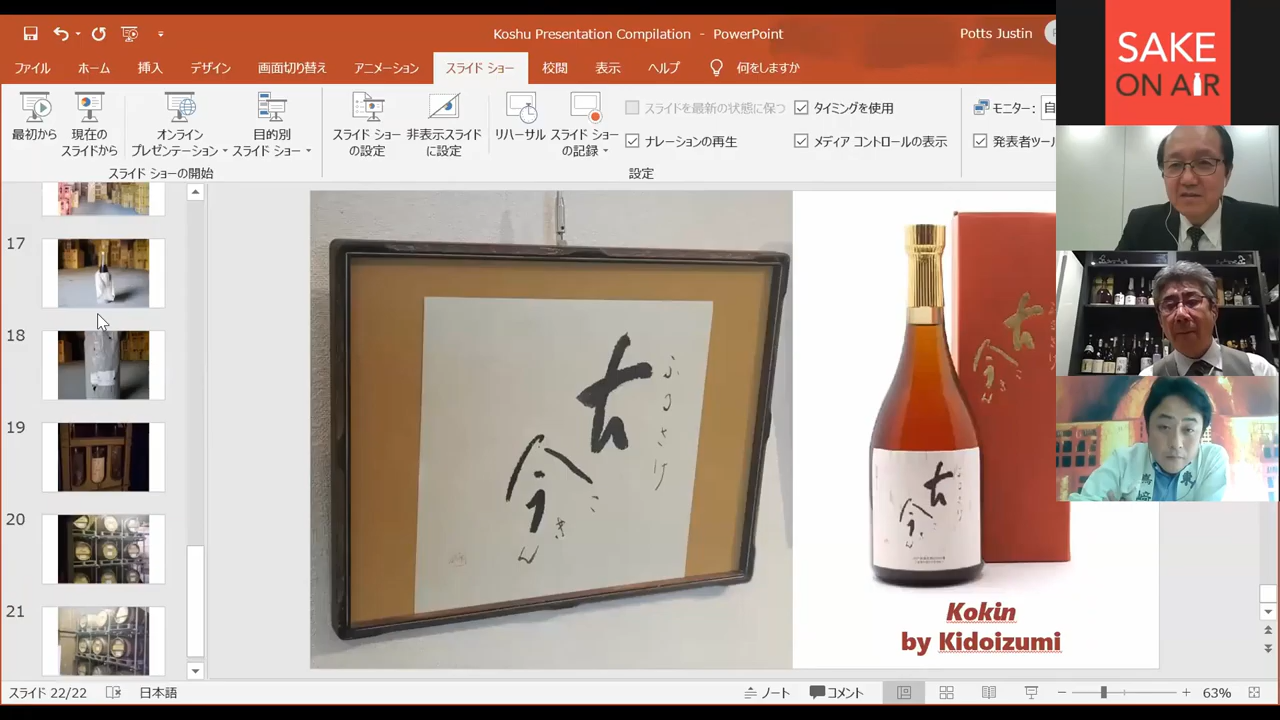 Koshu Presentation Compilation - PowerPoint
Potts Justin
SAKE
ON AIR
ファイル
ホーム
挿入
デザイン
画面切り替え
アニメーション
スライド ショー
校閲
表示
ヘルプ
何をしますか
最初から
現在の
スライドから
オンライン
プレゼンテーション
目的別
スライド ショー
スライド ショー
の設定
非表示スライド
に設定
リハーサル
スライド ショー
の記録
スライドを最新の状態に保つ
ナレーションの再生
タイミングを使用
メディア コントロールの表示
モニター: 自
発表者ツー
スライド ショーの開始
設定
17
18
19
20
21
古今
ふるさけ
こきん
古今
古今
Kokin
by Kidoizumi
スライド 22/22
日本語
ノート
コメント
63%